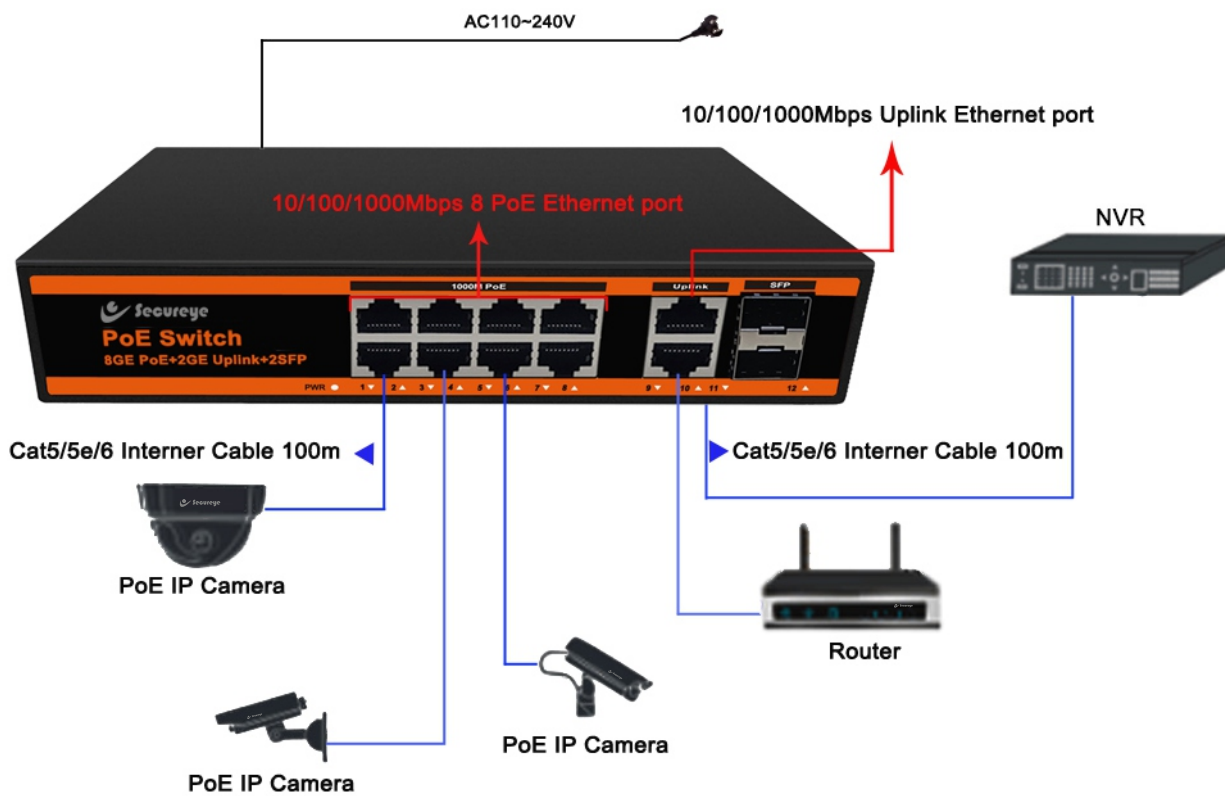 AC110~240V
10/100/1000Mbps Uplink Ethernet port
10/100/1000Mbps 8 PoE Ethernet port
NVR
1000M PoE
Uplink
SFP
Secureye
PoE Switch
8GE PoE+2GE Uplink+2SFP
PWR 1 ▼ 2 ▲ 3 ▼ 4 ▲ 5 ▼ 6 ▲ 7 ▼ 8 ▲ 9 ▼ 10 ▲ 11 ▼ 12 ▲
Cat5/5e/6 Interner Cable 100m
Cat5/5e/6 Interner Cable 100m
Secureye
PoE IP Camera
Secureye
Router
PoE IP Camera
PoE IP Camera